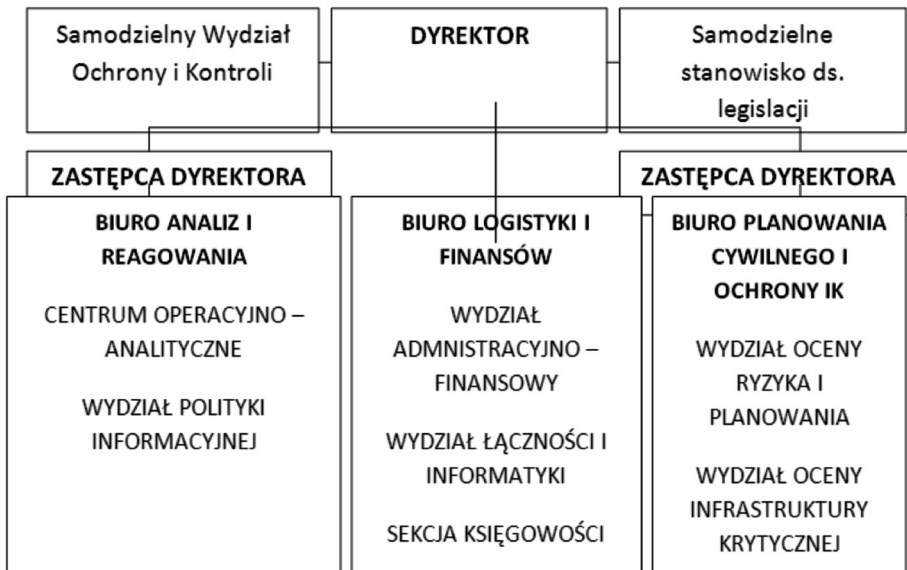 Samodzielny Wydział
Ochrony i Kontroli
DYREKTOR
Samodzielne
stanowisko ds.
legislacji
ZASTĘPCA DYREKTORA
ZASTĘPCA DYREKTORA
BIURO ANALIZ I
REAGOWANIA
CENTRUM OPERACYJNO –
ANALITYCZNE
WYDZIAŁ POLITYKI
INFORMACYJNEJ
BIURO LOGISTYKI I
FINANSÓW
WYDZIAŁ
ADMNISTRACYJNO –
FINANSOWY
WYDZIAŁ ŁĄCZNOŚCI I
INFORMATYKI
SEKCJA KSIĘGOWOŚCI
BIURO PLANOWANIA
CYWILNEGO I
OCHRONY IK
WYDZIAŁ OCENY
RYZYKA I
PLANOWANIA
WYDZIAŁ OCENY
INFRASTRUKTURY
KRYTYCZNEJ